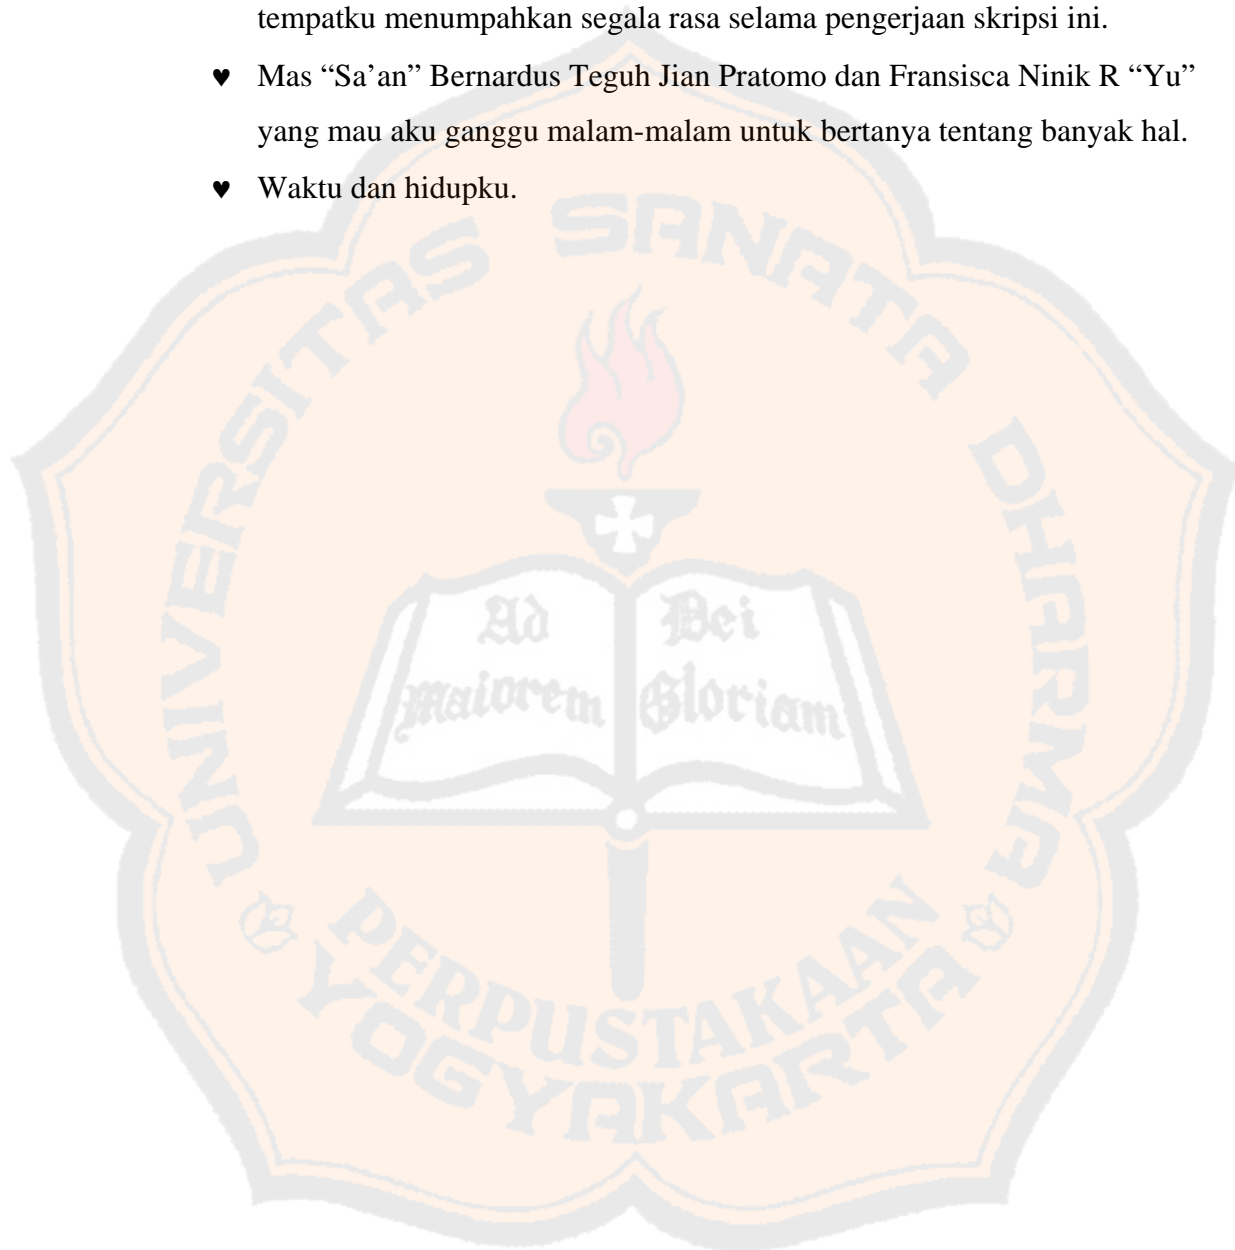 tempatku menumpahkan segala rasa selama pengerjaan skripsi ini.
♥ Mas “Sa’an” Bernardus Teguh Jian Pratomo dan Fransisca Ninik R “Yu”
yang mau aku ganggu malam-malam untuk bertanya tentang banyak hal.
♥ Waktu dan hidupku.
UNIVERSITAS SANATA DHARMA
Ad Dei
maiorem Gloriam
PERPUSTAKAAN
YOGYAKARTA